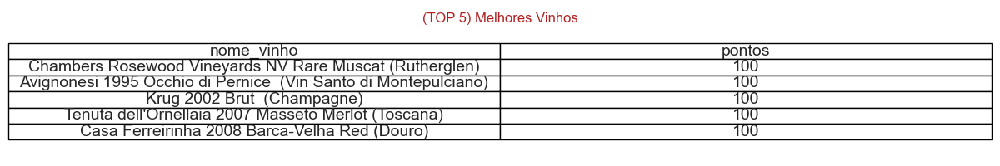 (TOP 5) Melhores Vinhos
nome_vinho pontos
Chambers Rosewood Vineyards NV Rare Muscat (Rutherglen) 100
Avignonesi 1995 Occhio di Pernice  (Vin Santo di Montepulciano) 100
Krug 2002 Brut  (Champagne) 100
Tenuta dell'Ornellaia 2007 Masseto Merlot (Toscana) 100
Casa Ferreirinha 2008 Barca-Velha Red (Douro) 100